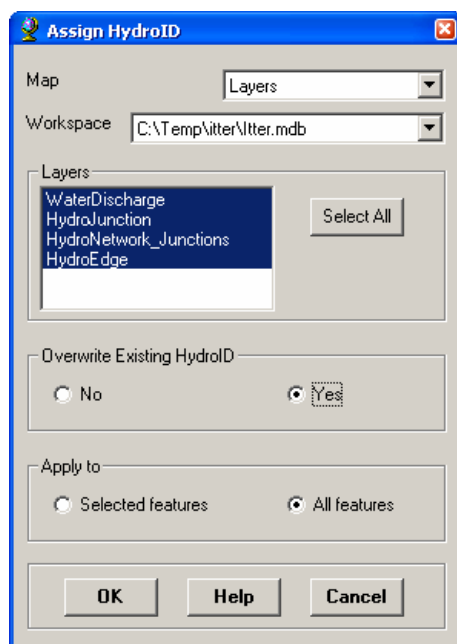 Assign HydroID
Map Layers
Workspace C:\Temp\itter\Itter.mdb
Layers
WaterDischarge
HydroJunction
HydroNetwork_Junctions
HydroEdge
Select All
Overwrite Existing HydroID
No Yes
Apply to
Selected features All features
OK Help Cancel